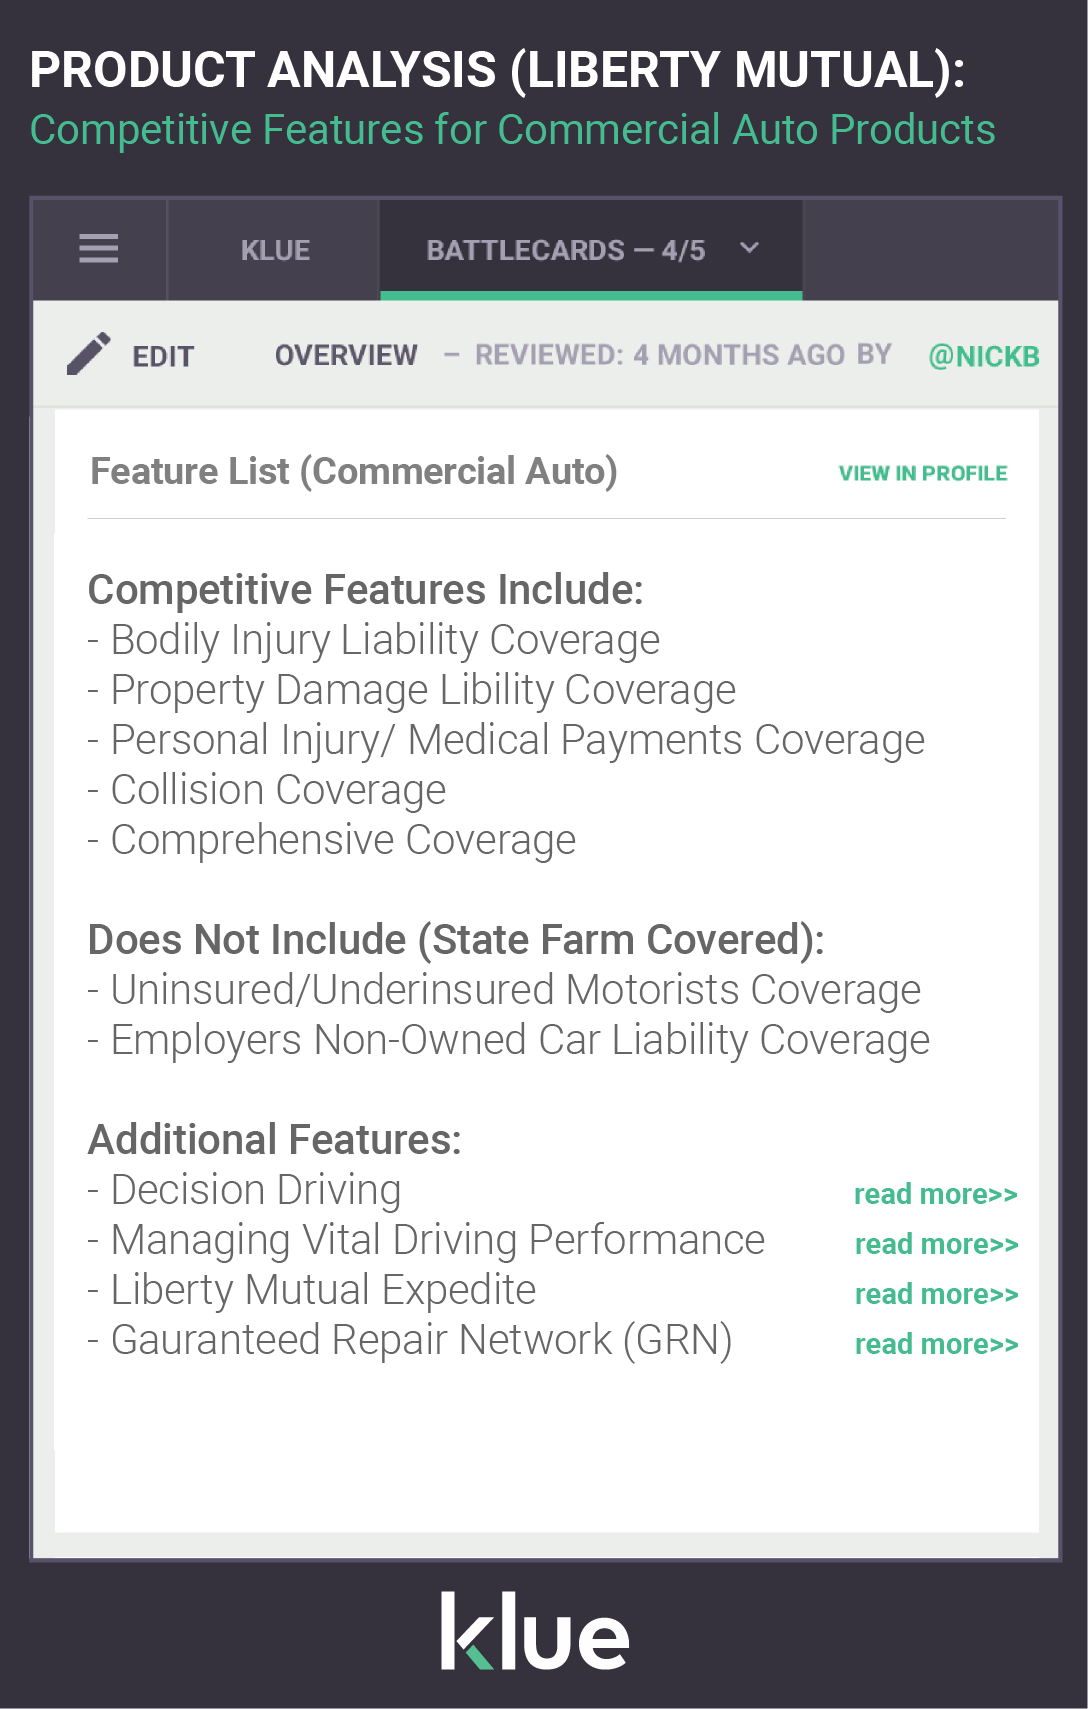 PRODUCT ANALYSIS (LIBERTY MUTUAL):
Competitive Features for Commercial Auto Products
KLUE
BATTLECARDS – 4/5
EDIT OVERVIEW – REVIEWED: 4 MONTHS AGO BY @NICKB
Feature List (Commercial Auto) VIEW IN PROFILE
Competitive Features Include:
- Bodily Injury Liability Coverage
- Property Damage Libility Coverage
- Personal Injury/ Medical Payments Coverage
- Collision Coverage
- Comprehensive Coverage
Does Not Include (State Farm Covered):
- Uninsured/Underinsured Motorists Coverage
- Employers Non-Owned Car Liability Coverage
Additional Features:
- Decision Driving read more>>
- Managing Vital Driving Performance read more>>
- Liberty Mutual Expedite read more>>
- Gauranteed Repair Network (GRN) read more>>
klue